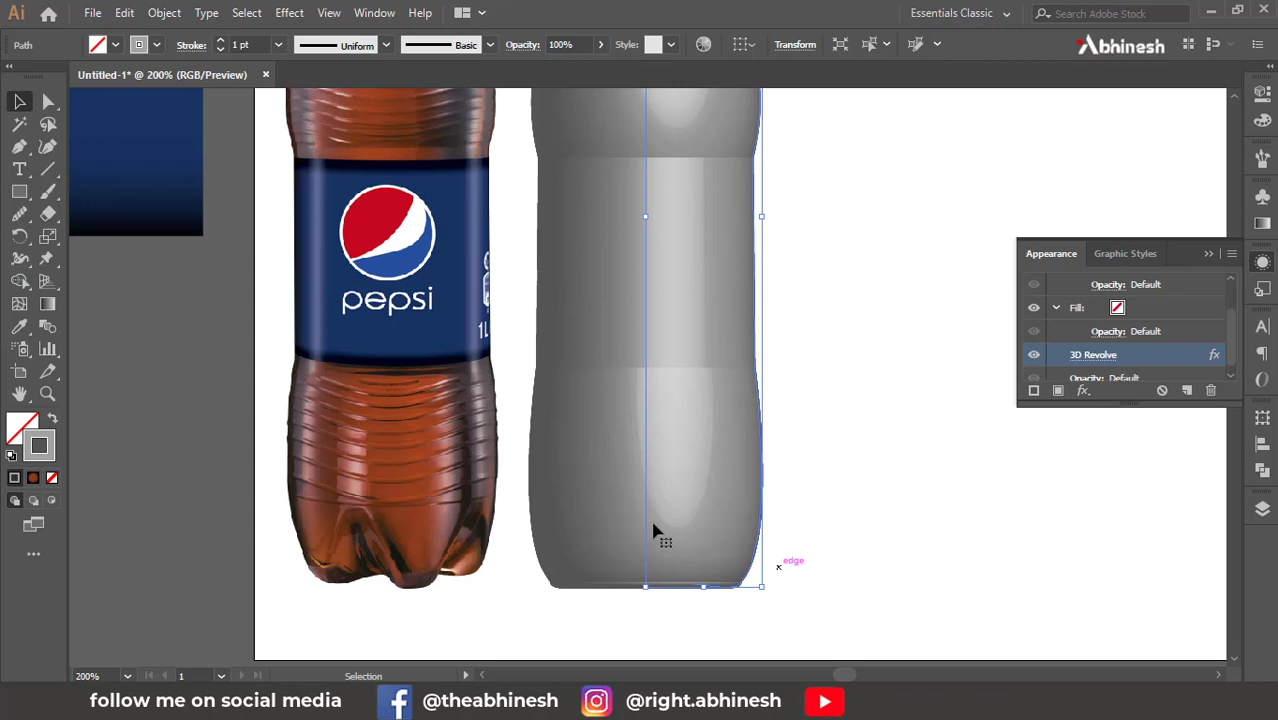 Ai File Edit Object Type Select Effect View Window Help Essentials Classic Search Adobe Stock
Path Stroke: 1 pt Uniform Basic Opacity: 100% Style: Transform Abhinesh
Untitled-1* @ 200% (RGB/Preview)
pepsi
1L
Appearance Graphic Styles
Opacity: Default
Fill:
Opacity: Default
3D Revolve
Opacity: Default
edge
200% 1 Selection
follow me on social media @theabhinesh @right.abhinesh